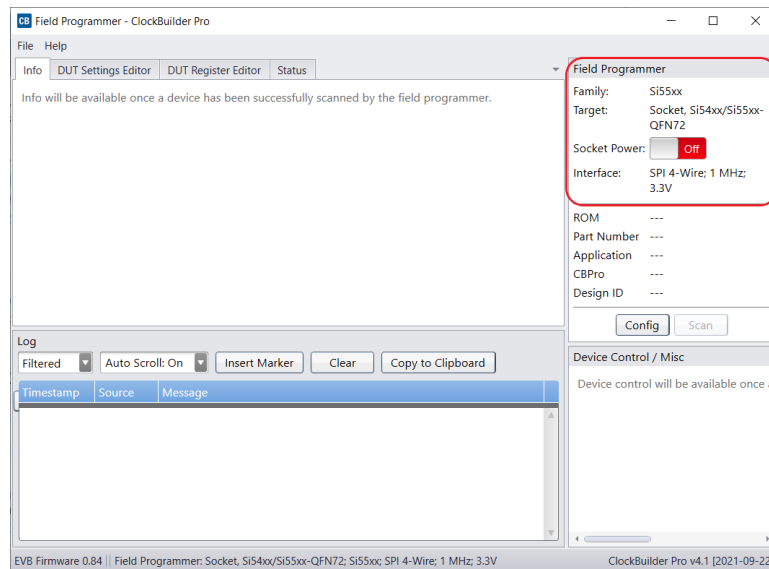 CB Field Programmer - ClockBuilder Pro
File Help
Info DUT Settings Editor DUT Register Editor Status
Info will be available once a device has been successfully scanned by the field programmer.
Field Programmer
Family: Si55xx
Target: Socket, Si54xx/Si55xx-
QFN72
Socket Power: Off
Interface: SPI 4-Wire; 1 MHz;
3.3V
ROM ---
Part Number ---
Application ---
CBPro ---
Design ID ---
Config Scan
Log
Filtered Auto Scroll: On Insert Marker Clear Copy to Clipboard
Timestamp Source Message
Device Control / Misc
Device control will be available once
EVB Firmware 0.84 Field Programmer: Socket, Si54xx/Si55xx-QFN72; Si55xx; SPI 4-Wire; 1 MHz; 3.3V
ClockBuilder Pro v4.1 [2021-09-22